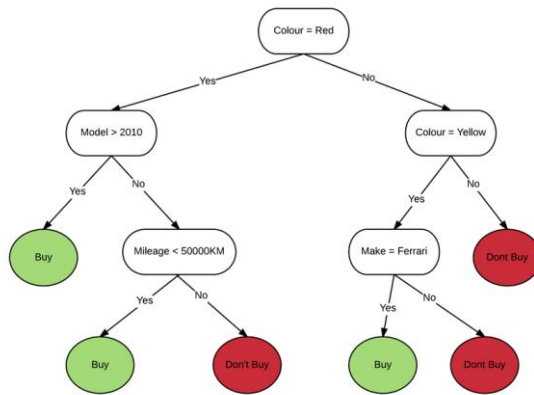 Colour = Red
Yes
No
Model > 2010
Colour = Yellow
Yes
No
Yes
No
Buy
Mileage < 50000KM
Make = Ferrari
Dont Buy
Yes
No
Yes
No
Buy
Don't Buy
Buy
Dont Buy